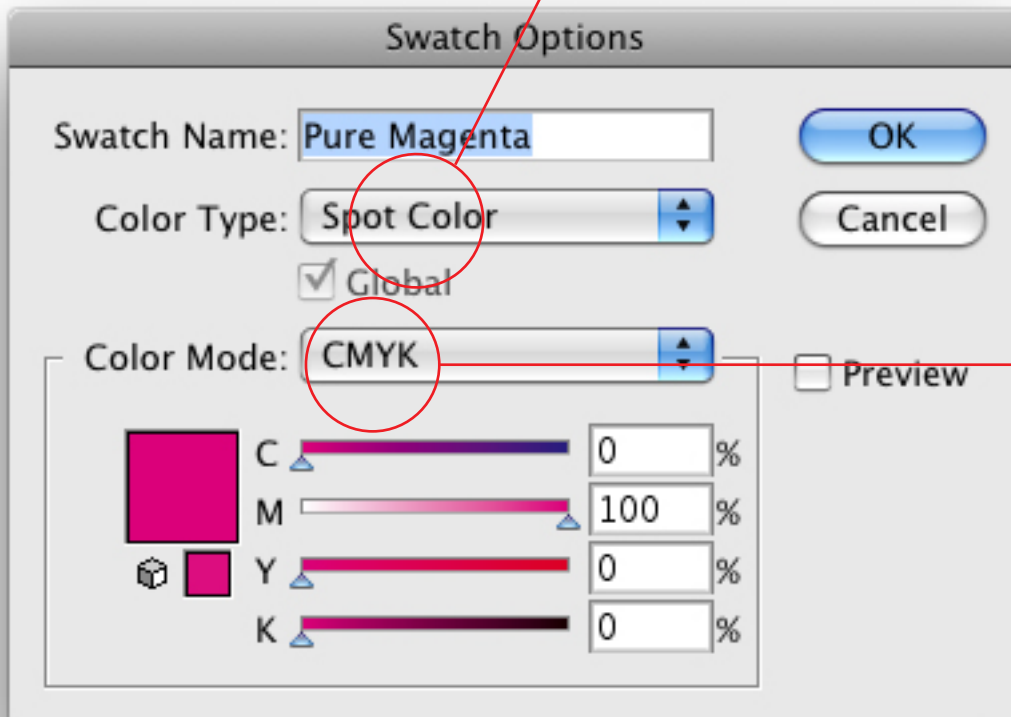 Swatch Options
Swatch Name: Pure Magenta
OK
Color Type: Spot Color
Cancel
Global
Color Mode: CMYK
Preview
C 0 %
M 100 %
Y 0 %
K 0 %